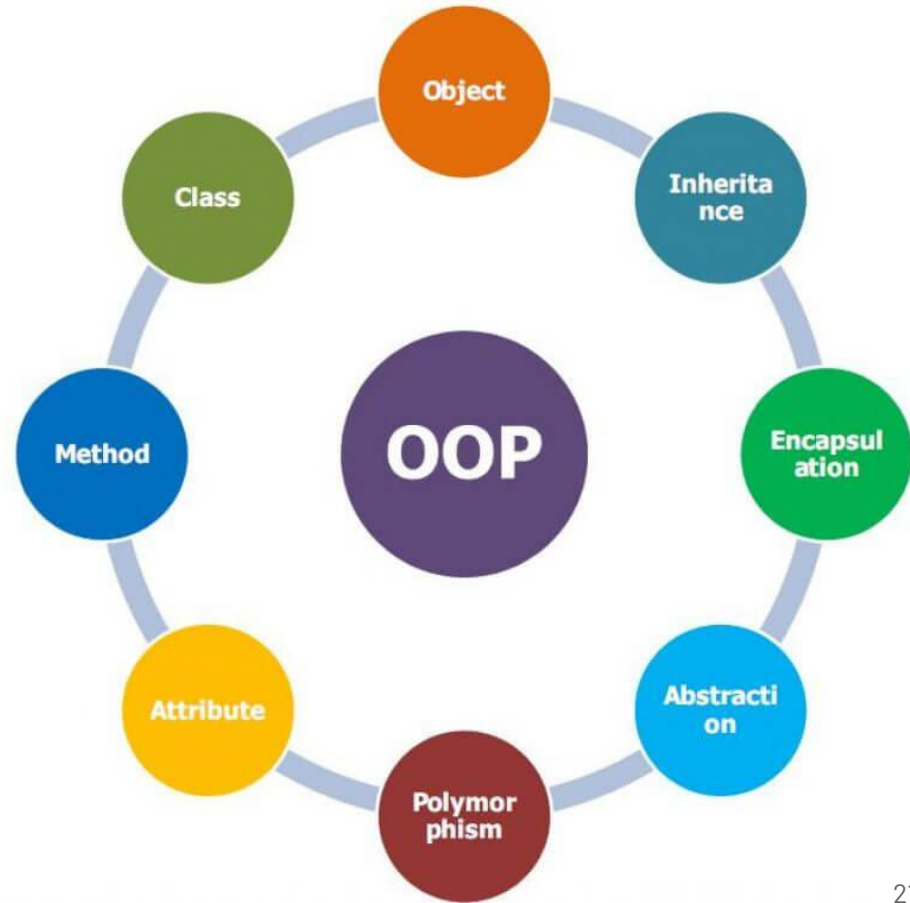 Object
Inherita
nce
Class
Method
OOP
Encapsul
ation
Attribute
Abstracti
on
Polymor
phism